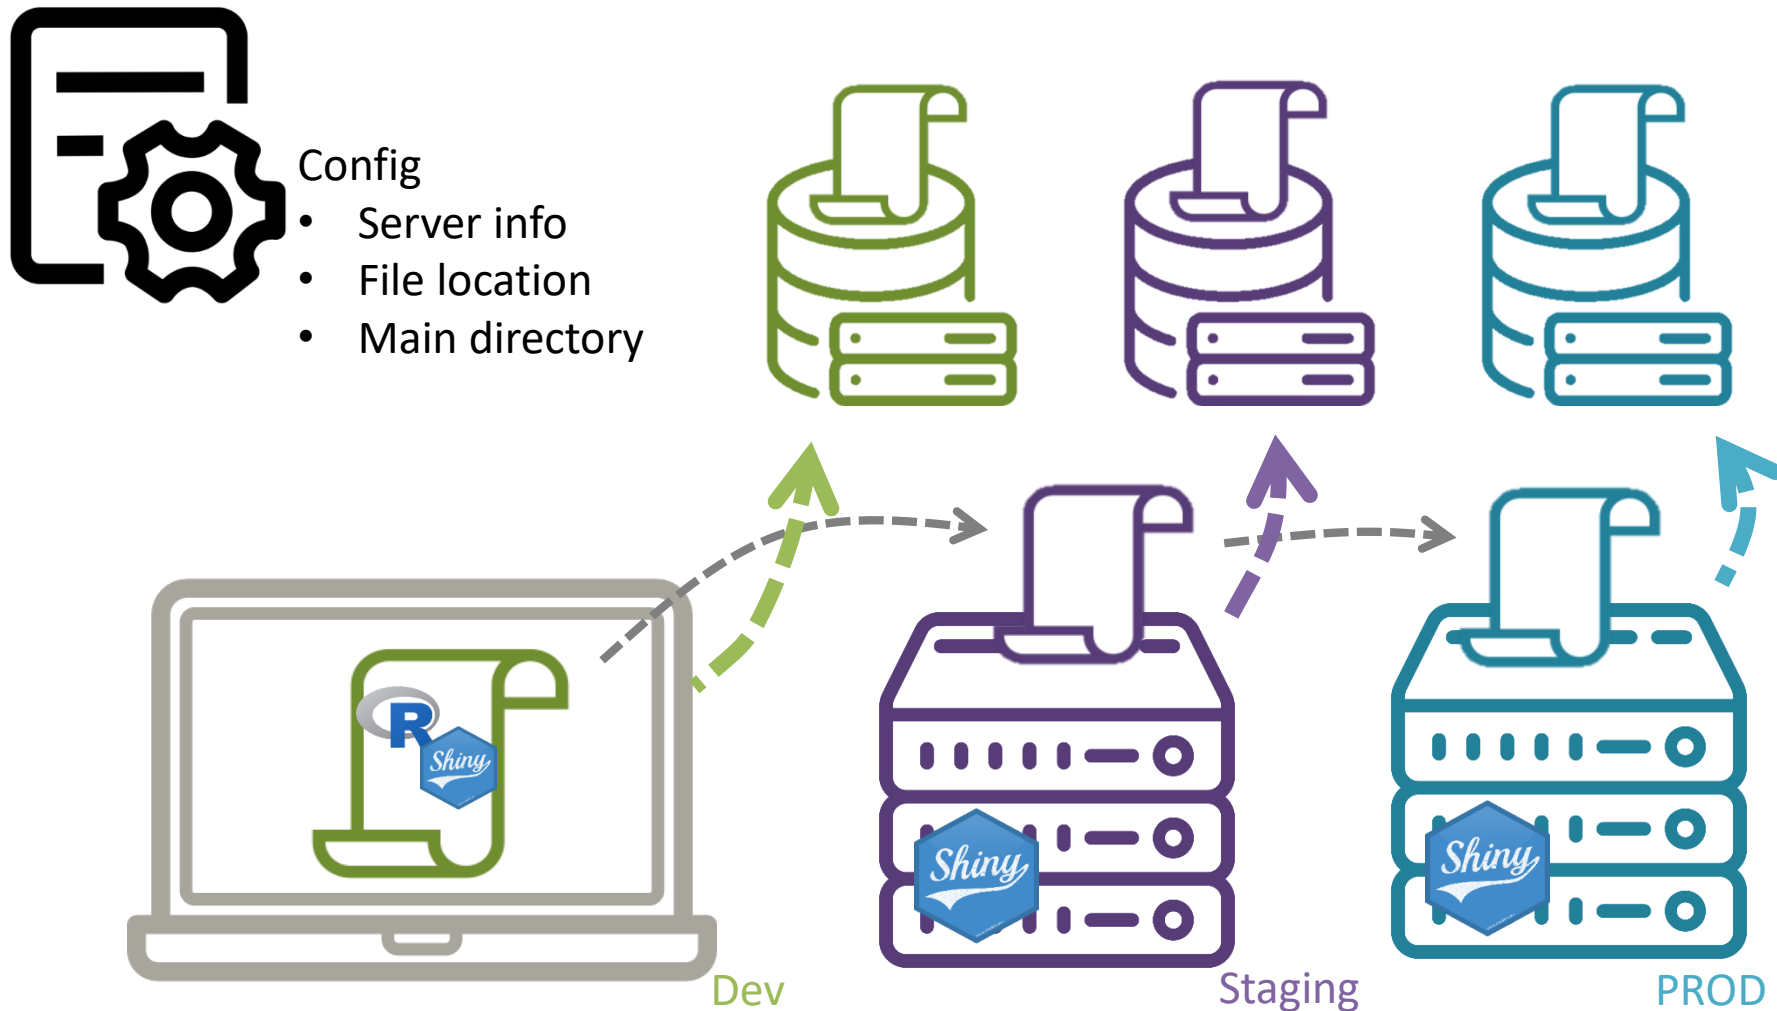 Config
• Server info
• File location
• Main directory
R
Shiny
Shiny
Shiny
Dev
Staging
PROD